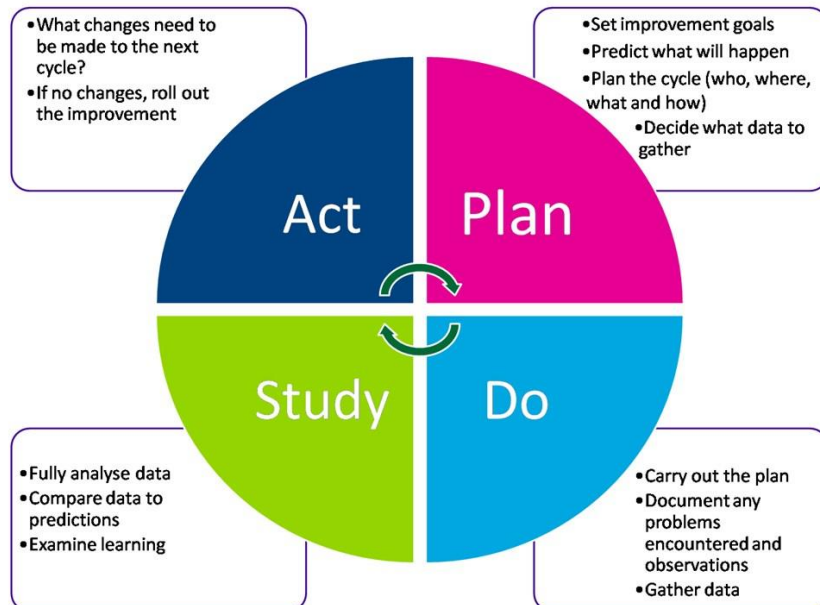 •What changes need to
be made to the next
cycle?
•If no changes, roll out
the improvement
•Set improvement goals
•Predict what will happen
•Plan the cycle (who, where,
what and how)
•Decide what data to
gather
Act
Plan
Study
Do
•Fully analyse data
•Compare data to
predictions
•Examine learning
•Carry out the plan
•Document any
problems
encountered and
observations
•Gather data